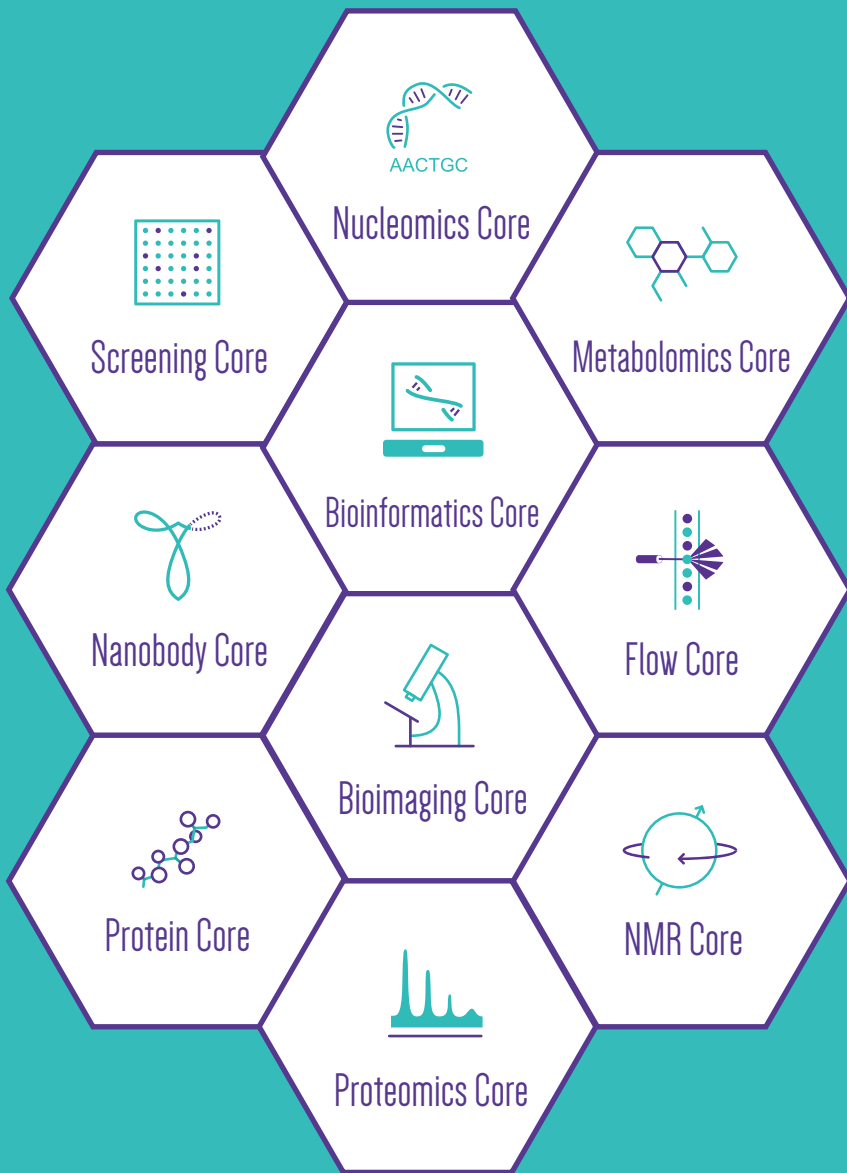 AACTGC
Nucleomics Core
Screening Core
Metabolomics Core
Bioinformatics Core
Nanobody Core
Flow Core
Bioimaging Core
Protein Core
NMR Core
Proteomics Core